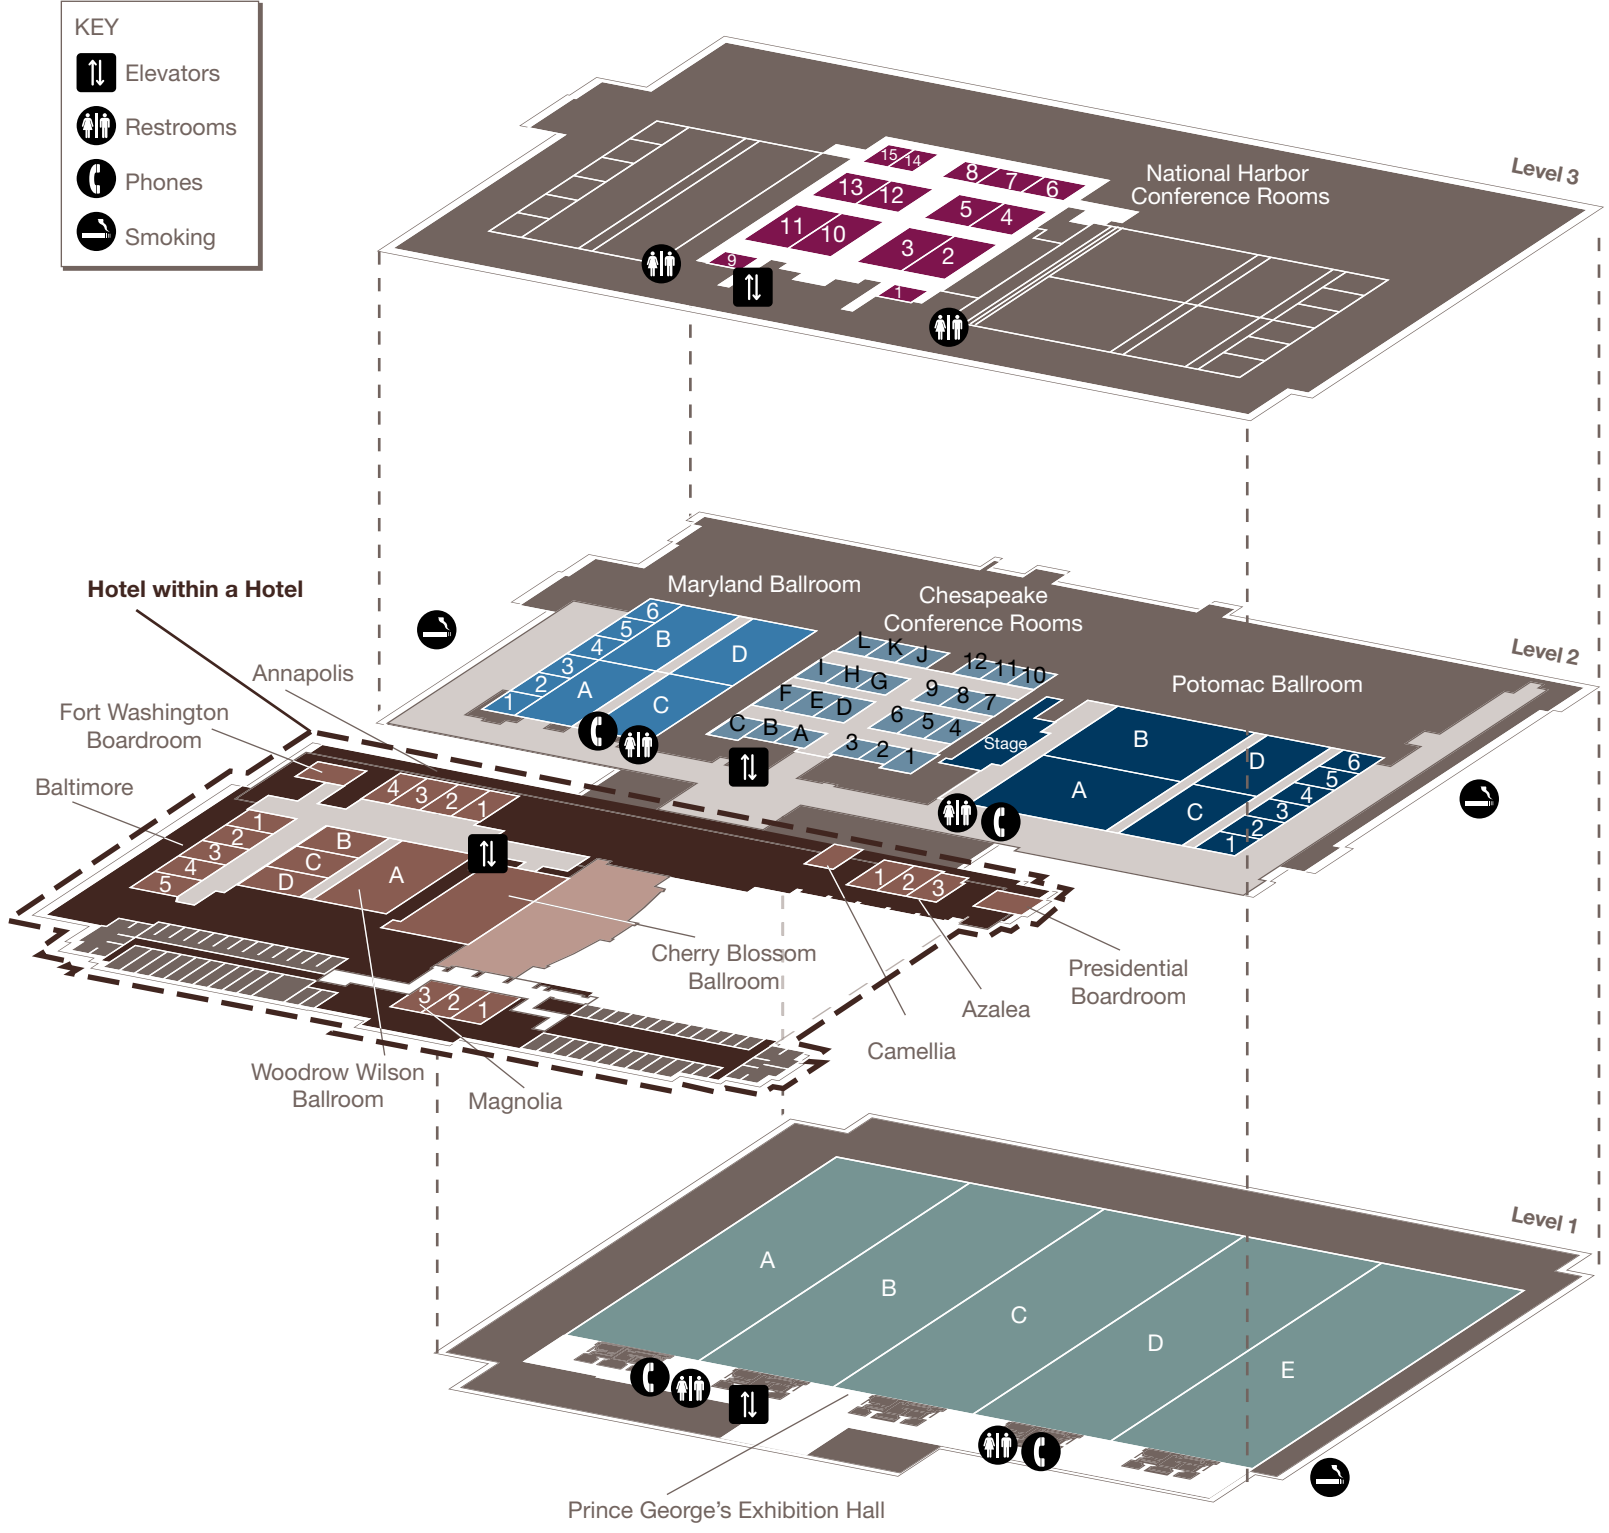 KEY
Elevators
Restrooms
Phones
Smoking
Level 3
National Harbor
Conference Rooms
15 14
8 7 6
13 12
5 4
11 10
3 2
9
1
Level 2
Hotel within a Hotel
Maryland Ballroom
Chesapeake
Conference Rooms
Potomac Ballroom
6
5
4
3
2
1
B
D
A
C
L K J
12 11 10
I H G
9 8 7
F E D
6 5 4
C B A
3 2 1
Stage
B
D
A
C
6
5
4
3
2
1
Annapolis
Fort Washington
Boardroom
Baltimore
4 3 2 1
1
2
3
4
5
B
C
D
A
1 2 3
Cherry Blossom
Ballroom
Presidential
Boardroom
Azalea
Camellia
3 2 1
Woodrow Wilson
Ballroom
Magnolia
Level 1
A
B
C
D
E
Prince George's Exhibition Hall